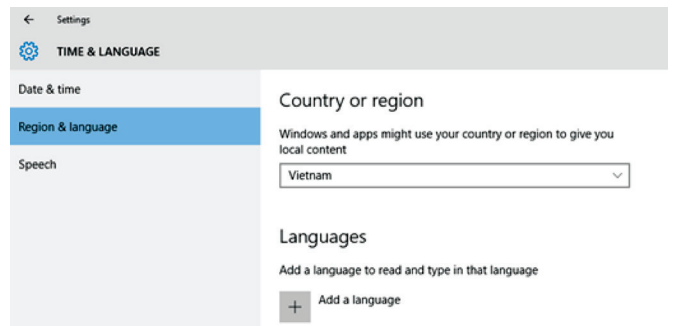 Settings
TIME & LANGUAGE
Date & time
Region & language
Speech
Country or region
Windows and apps might use your country or region to give you
local content
Vietnam
Languages
Add a language to read and type in that language
Add a language